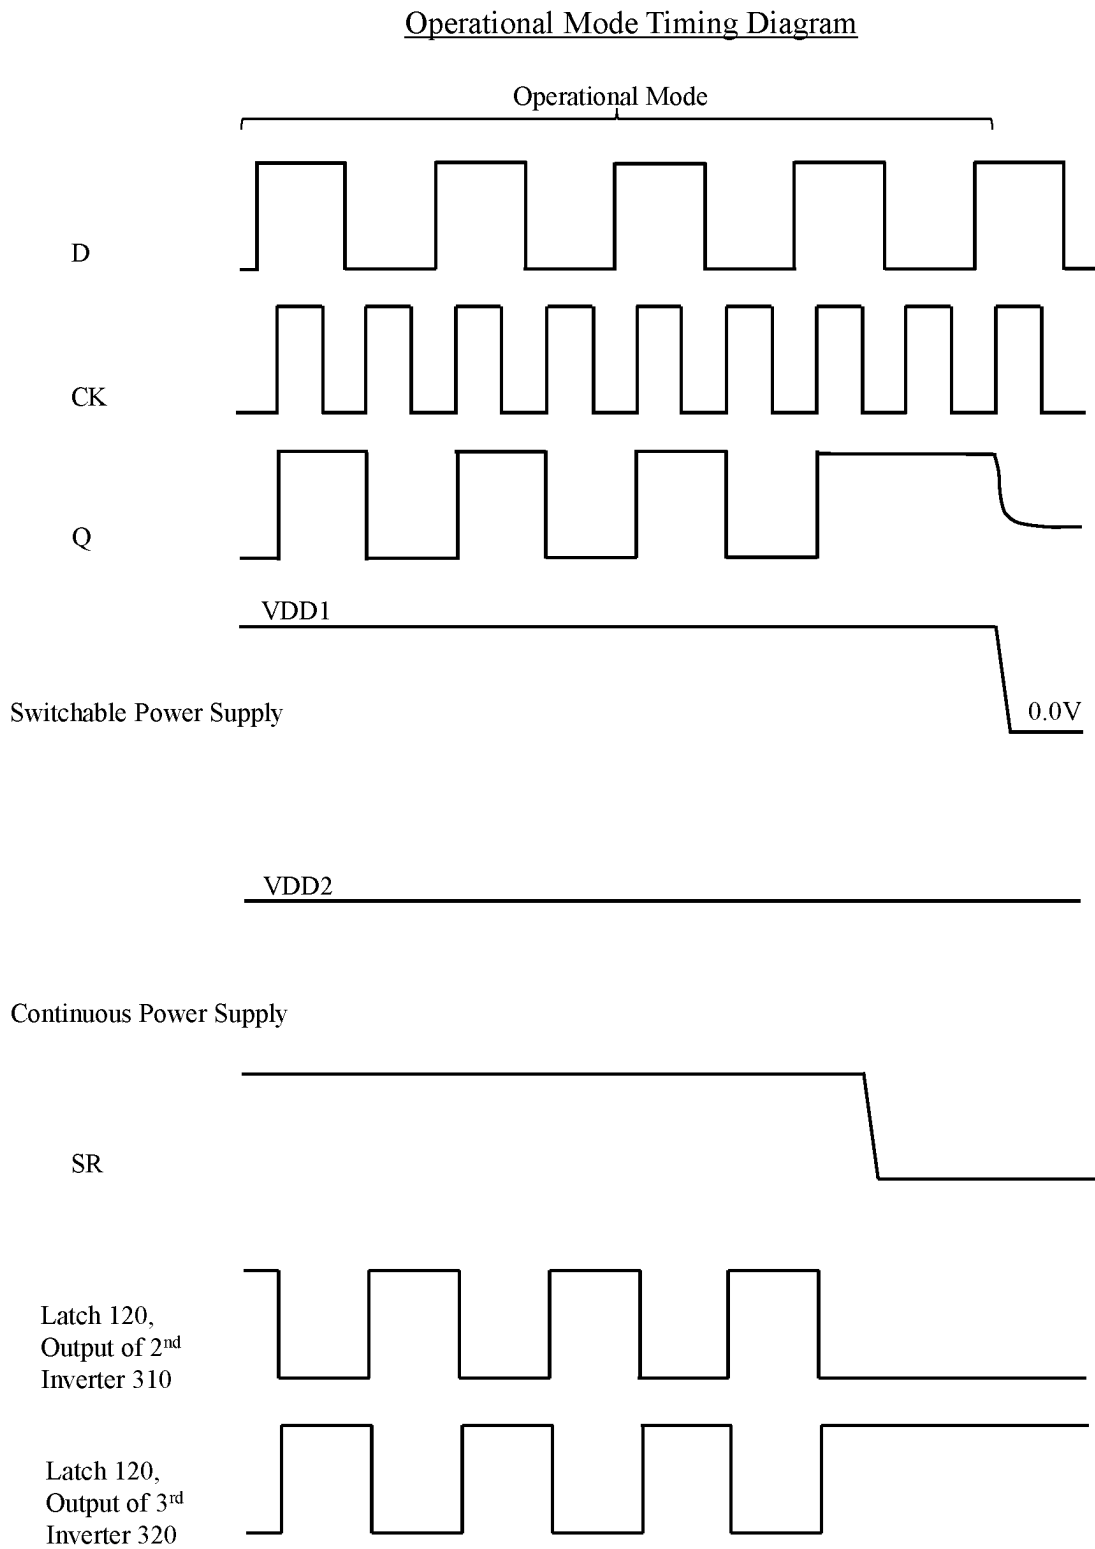 Operational Mode Timing Diagram
Operational Mode
D
CK
Q
VDD1
Switchable Power Supply
0.0V
VDD2
Continuous Power Supply
SR
Latch 120,
Output of 2nd
Inverter 310
Latch 120,
Output of 3rd
Inverter 320